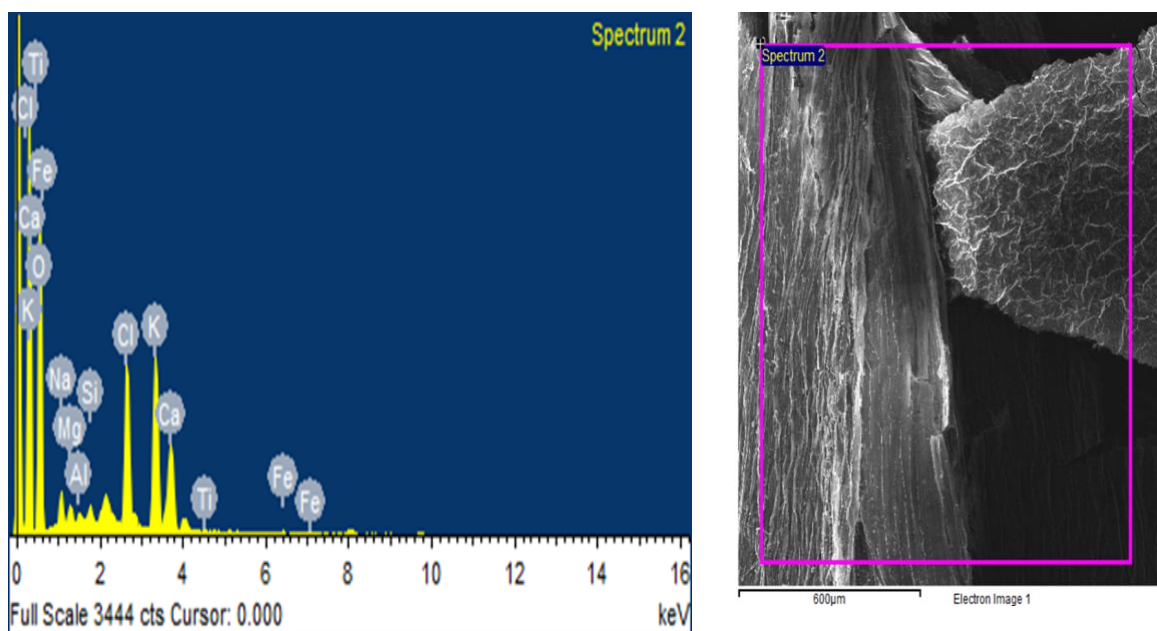 Spectrum 2
Ti
Cl
Fe
Ca
O
K
Na
Si
Mg
Al
Cl
K
Ca
Ti
Fe
Fe
0 2 4 6 8 10 12 14 16
Full Scale 3444 cts Cursor: 0.000 keV
Spectrum 2
600µm Electron Image 1